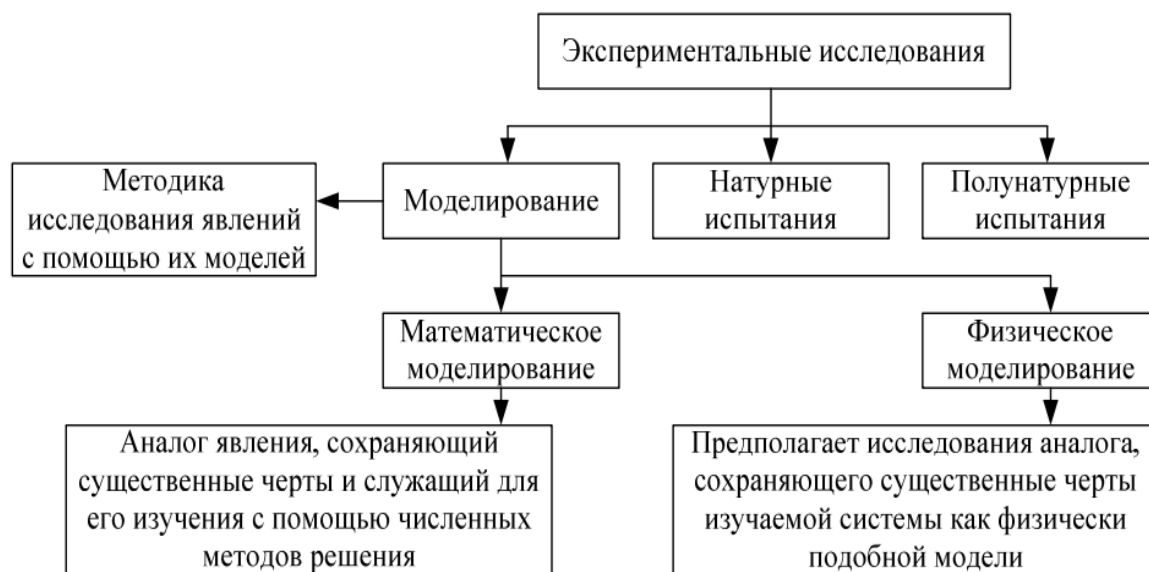 Экспериментальные исследования
Методика
исследования явлений
с помощью их моделей
Моделирование
Натурные
испытания
Полунатурные
испытания
Математическое
моделирование
Физическое
моделирование
Аналог явления, сохраняющий
существенные черты и служащий для
его изучения с помощью численных
методов решения
Предполагает исследования аналога,
сохраняющего существенные черты
изучаемой системы как физически
подобной модели